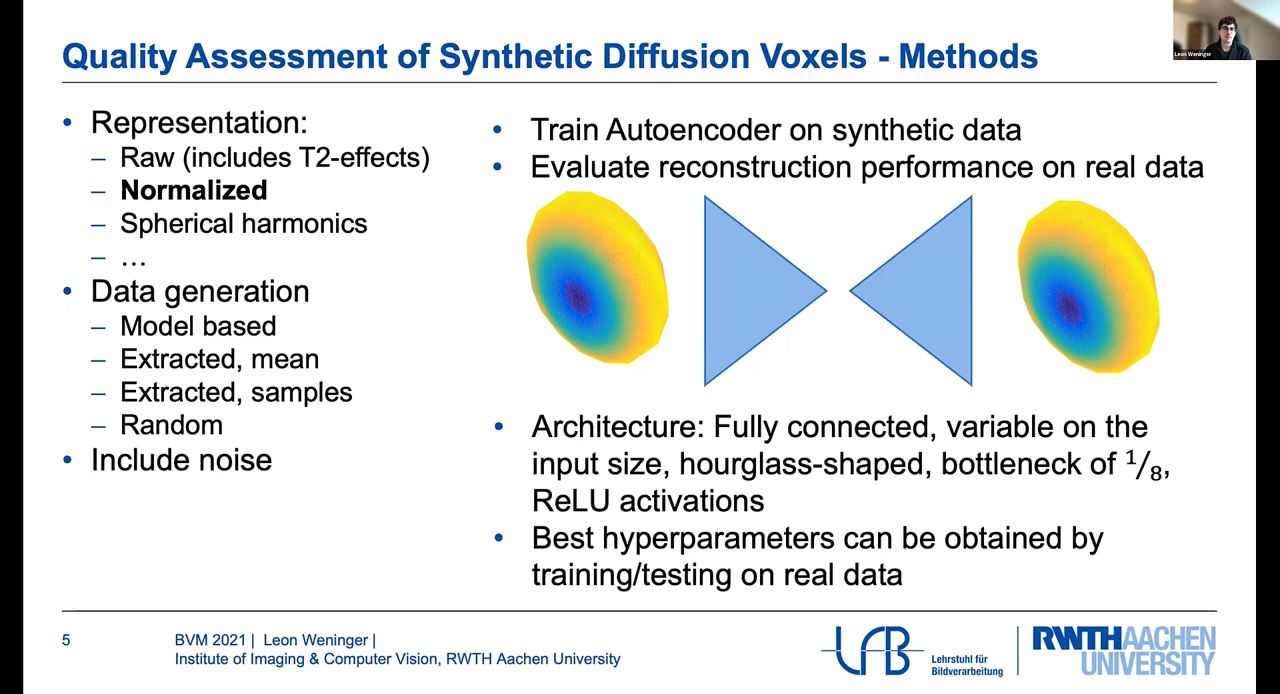 Quality Assessment of Synthetic Diffusion Voxels - Methods
Leon Weninger
• Representation:
– Raw (includes T2-effects)
– Normalized
– Spherical harmonics
– …
• Data generation
– Model based
– Extracted, mean
– Extracted, samples
– Random
• Include noise
• Train Autoencoder on synthetic data
• Evaluate reconstruction performance on real data
• Architecture: Fully connected, variable on the
input size, hourglass-shaped, bottleneck of 1/8,
ReLU activations
• Best hyperparameters can be obtained by
training/testing on real data
5
BVM 2021 | Leon Weninger |
Institute of Imaging & Computer Vision, RWTH Aachen University
LFB
Lehrstuhl für
Bildverarbeitung
RWTH AACHEN
UNIVERSITY